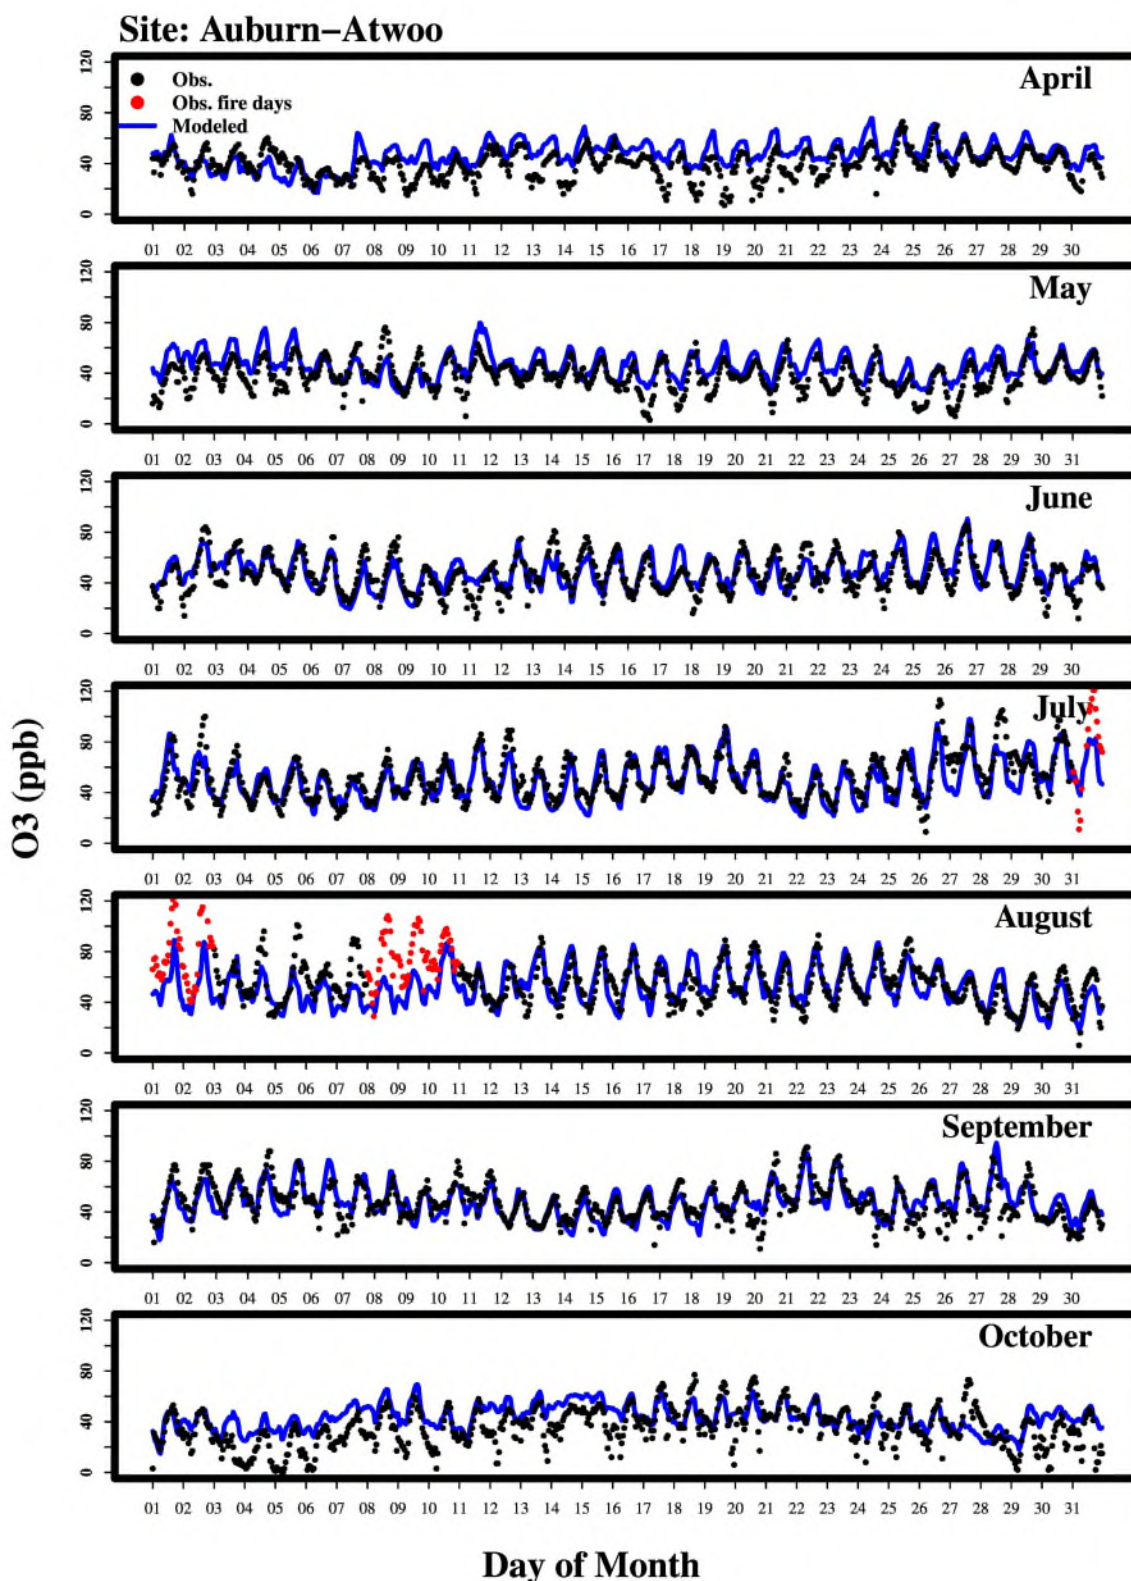 Site: Auburn−Atwoo
Obs.
Obs. fire days
Modeled
April
0 40 80 120
01 02 03 04 05 06 07 08 09 10 11 12 13 14 15 16 17 18 19 20 21 22 23 24 25 26 27 28 29 30
May
0 40 80 120
01 02 03 04 05 06 07 08 09 10 11 12 13 14 15 16 17 18 19 20 21 22 23 24 25 26 27 28 29 30 31
June
0 40 80 120
01 02 03 04 05 06 07 08 09 10 11 12 13 14 15 16 17 18 19 20 21 22 23 24 25 26 27 28 29 30
July
0 40 80 120
01 02 03 04 05 06 07 08 09 10 11 12 13 14 15 16 17 18 19 20 21 22 23 24 25 26 27 28 29 30 31
O3 (ppb)
August
0 40 80 120
01 02 03 04 05 06 07 08 09 10 11 12 13 14 15 16 17 18 19 20 21 22 23 24 25 26 27 28 29 30 31
September
0 40 80 120
01 02 03 04 05 06 07 08 09 10 11 12 13 14 15 16 17 18 19 20 21 22 23 24 25 26 27 28 29 30
October
0 40 80 120
01 02 03 04 05 06 07 08 09 10 11 12 13 14 15 16 17 18 19 20 21 22 23 24 25 26 27 28 29 30 31
Day of Month